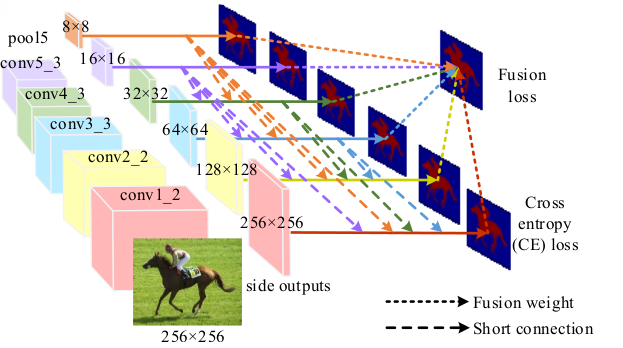 8×8
pool5
16×16
conv5_3
32×32
conv4_3
64×64
conv3_3
128×128
conv2_2
256×256
conv1_2
side outputs
256×256
Fusion
loss
Cross
entropy
(CE) loss
Fusion weight
Short connection